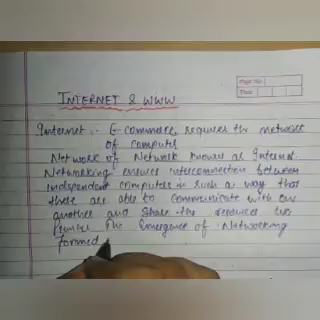 Page No:
Date:
INTERNET & WWW
Internet :- E-commerce, requires the network
of computer
Network of Network known as Internet.
Networking ensures interconnection between
independent computers in such a way that
there are able to communicate with one
another and share the resources
The Emergence of Networking
formed